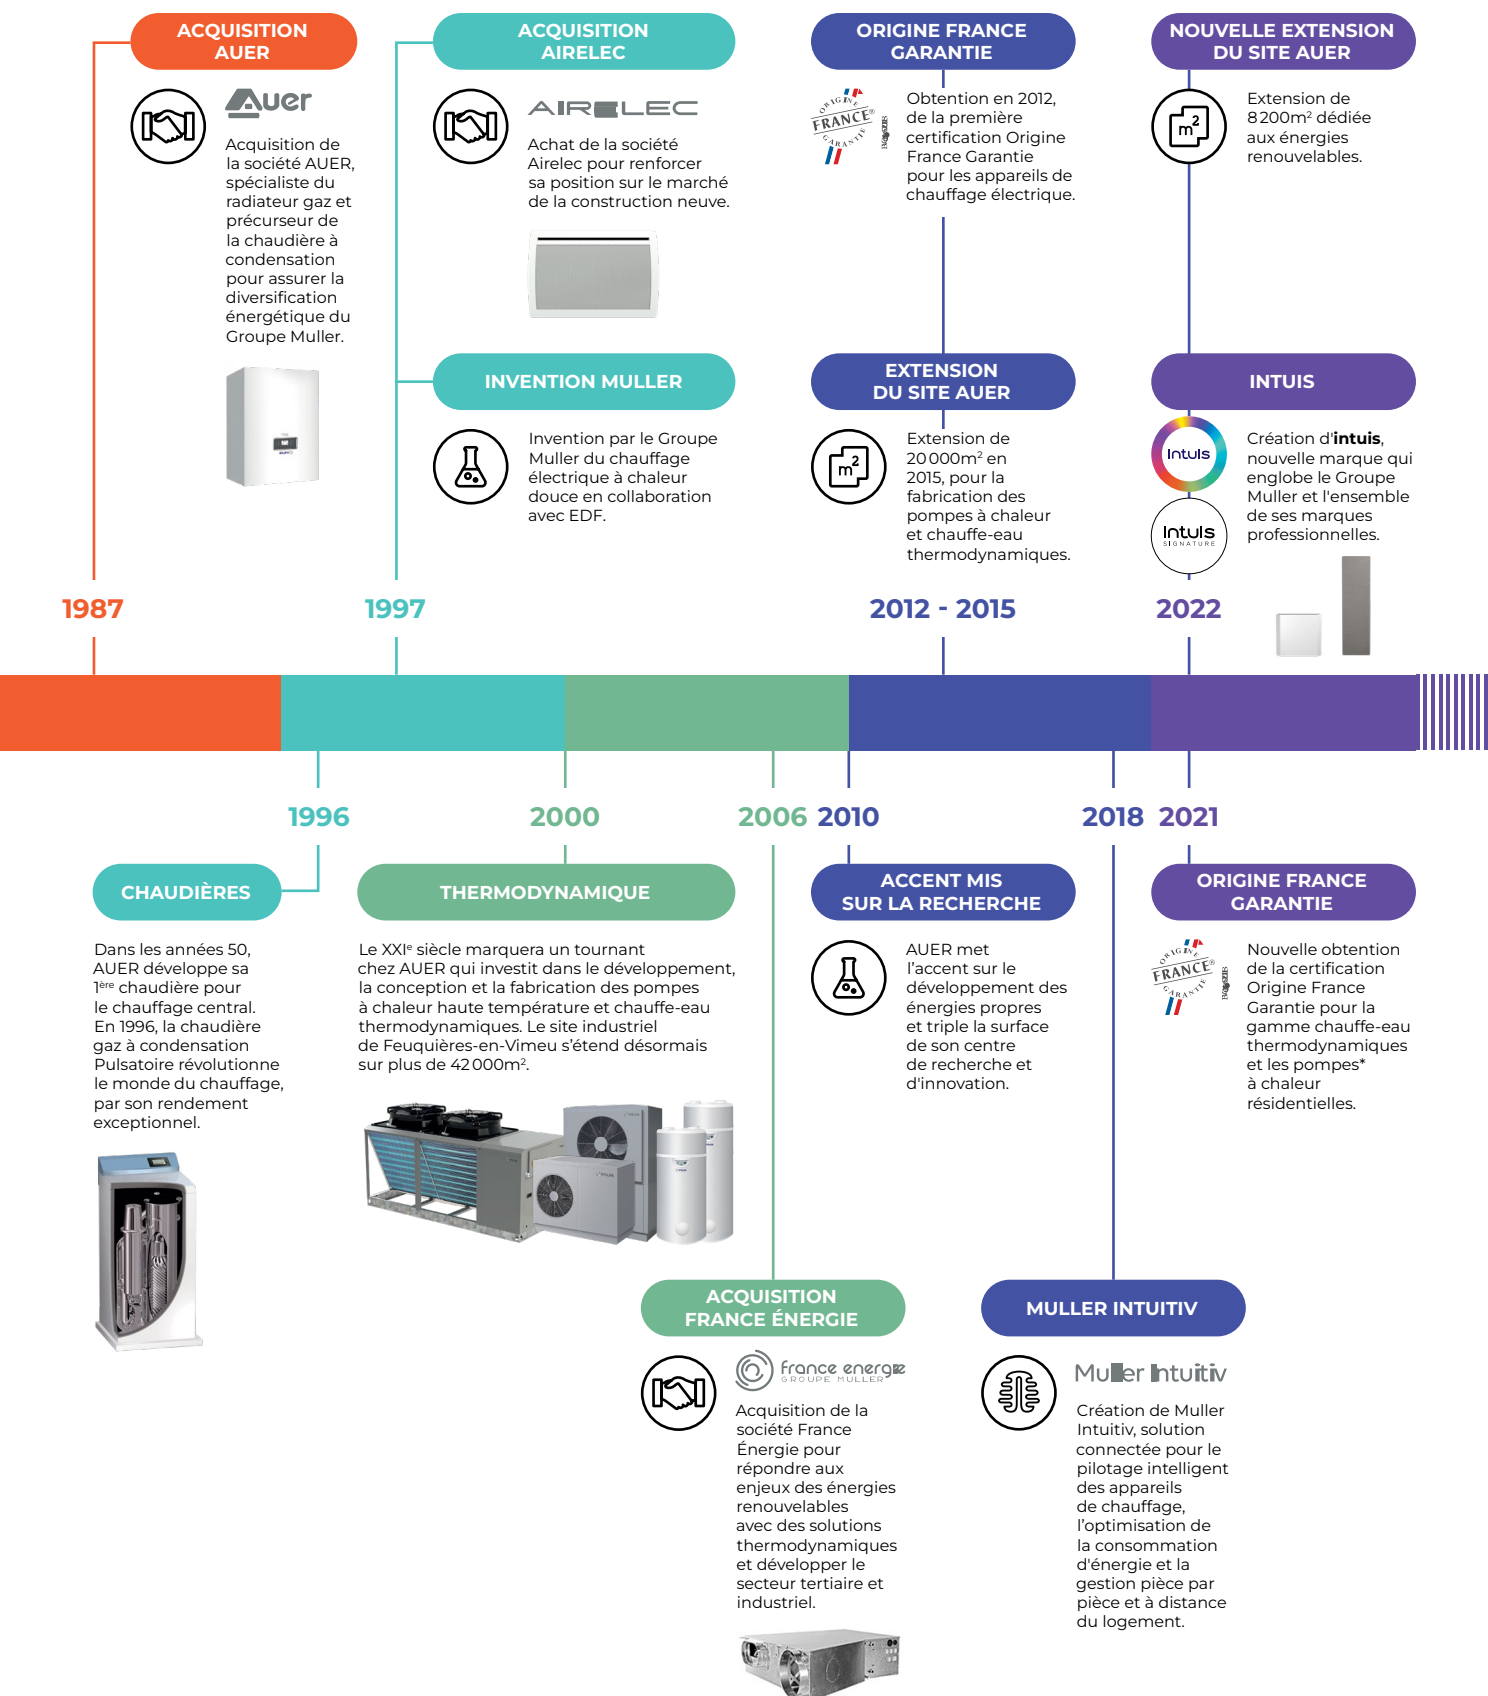 ACQUISITION
AUER
Auer
Acquisition de
la société AUER,
spécialiste du
radiateur gaz et
précurseur de
la chaudière à
condensation
pour assurer la
diversification
énergétique du
Groupe Muller.
1987
ACQUISITION
AIRELEC
AIRELEC
Achat de la société
Airelec pour renforcer
sa position sur le marché
de la construction neuve.
INVENTION MULLER
Invention par le Groupe
Muller du chauffage
électrique à chaleur
douce en collaboration
avec EDF.
1997
ORIGINE FRANCE
GARANTIE
ORIGINE
FRANCE®
GARANTIE
Obtention en 2012,
de la première
certification Origine
France Garantie
pour les appareils de
chauffage électrique.
EXTENSION
DU SITE AUER
m²
Extension de
20 000m² en
2015, pour la
fabrication des
pompes à chaleur
et chauffe-eau
thermodynamiques.
2012 - 2015
NOUVELLE EXTENSION
DU SITE AUER
m²
Extension de
8 200m² dédiée
aux énergies
renouvelables.
INTUIS
Intuis
Intuis
SIGNATURE
Création d'intuis,
nouvelle marque qui
englobe le Groupe
Muller et l'ensemble
de ses marques
professionnelles.
2022
1996
CHAUDIÈRES
Dans les années 50,
AUER développe sa
1ère chaudière pour
le chauffage central.
En 1996, la chaudière
gaz à condensation
Pulsatoire révolutionne
le monde du chauffage,
par son rendement
exceptionnel.
2000
THERMODYNAMIQUE
Le XXIe siècle marquera un tournant
chez AUER qui investit dans le développement,
la conception et la fabrication des pompes
à chaleur haute température et chauffe-eau
thermodynamiques. Le site industriel
de Feuquières-en-Vimeu s’étend désormais
sur plus de 42 000m².
2006
ACQUISITION
FRANCE ÉNERGIE
france energie
GROUPE MULLER
Acquisition de la
société France
Énergie pour
répondre aux
enjeux des énergies
renouvelables
avec des solutions
thermodynamiques
et développer le
secteur tertiaire et
industriel.
2010
ACCENT MIS
SUR LA RECHERCHE
AUER met
l’accent sur le
développement des
énergies propres
et triple la surface
de son centre
de recherche et
d'innovation.
2018
MULLER INTUITIV
Muller Intuitiv
Création de Muller
Intuitiv, solution
connectée pour le
pilotage intelligent
des appareils
de chauffage,
l’optimisation de
la consommation
d'énergie et la
gestion pièce par
pièce et à distance
du logement.
2021
ORIGINE FRANCE
GARANTIE
ORIGINE
FRANCE®
GARANTIE
Nouvelle obtention
de la certification
Origine France
Garantie pour la
gamme chauffe-eau
thermodynamiques
et les pompes*
à chaleur
résidentielles.